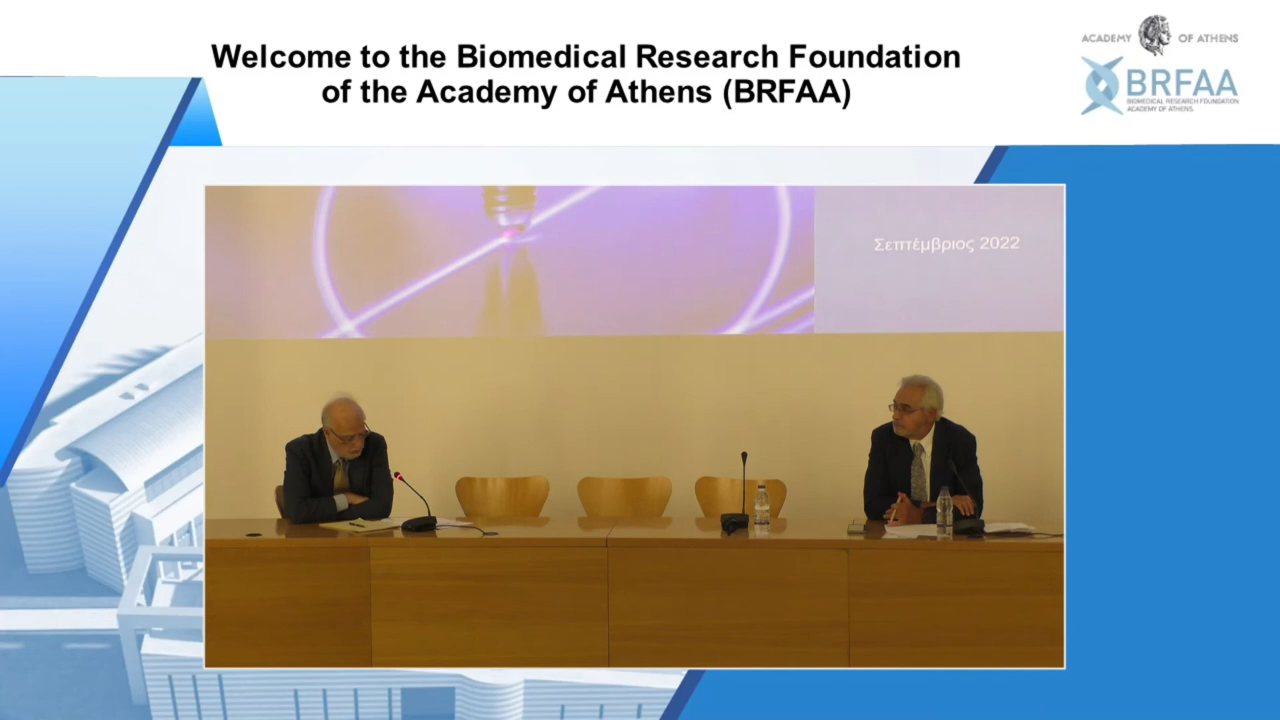 Welcome to the Biomedical Research Foundation
of the Academy of Athens (BRFAA)
ACADEMY OF ATHENS
BRFAA
BIOMEDICAL RESEARCH FOUNDATION
ACADEMY OF ATHENS
Σεπτέμβριος 2022